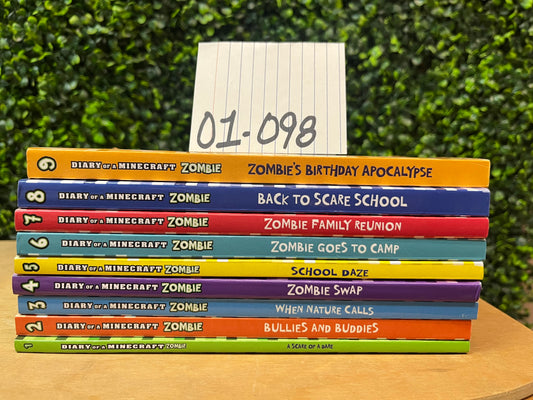 01-098
9 DIARY OF A MINECRAFT ZOMBIE ZOMBIE'S BIRTHDAY APOCALYPSE
8 DIARY OF A MINECRAFT ZOMBIE BACK TO SCARE SCHOOL
7 DIARY OF A MINECRAFT ZOMBIE ZOMBIE FAMILY REUNION
6 DIARY OF A MINECRAFT ZOMBIE ZOMBIE GOES TO CAMP
5 DIARY OF A MINECRAFT ZOMBIE SCHOOL DAZE
4 DIARY OF A MINECRAFT ZOMBIE ZOMBIE SWAP
3 DIARY OF A MINECRAFT ZOMBIE WHEN NATURE CALLS
2 DIARY OF A MINECRAFT ZOMBIE BULLIES AND BUDDIES
1 DIARY OF A MINECRAFT ZOMBIE A SCARE OF A DARE